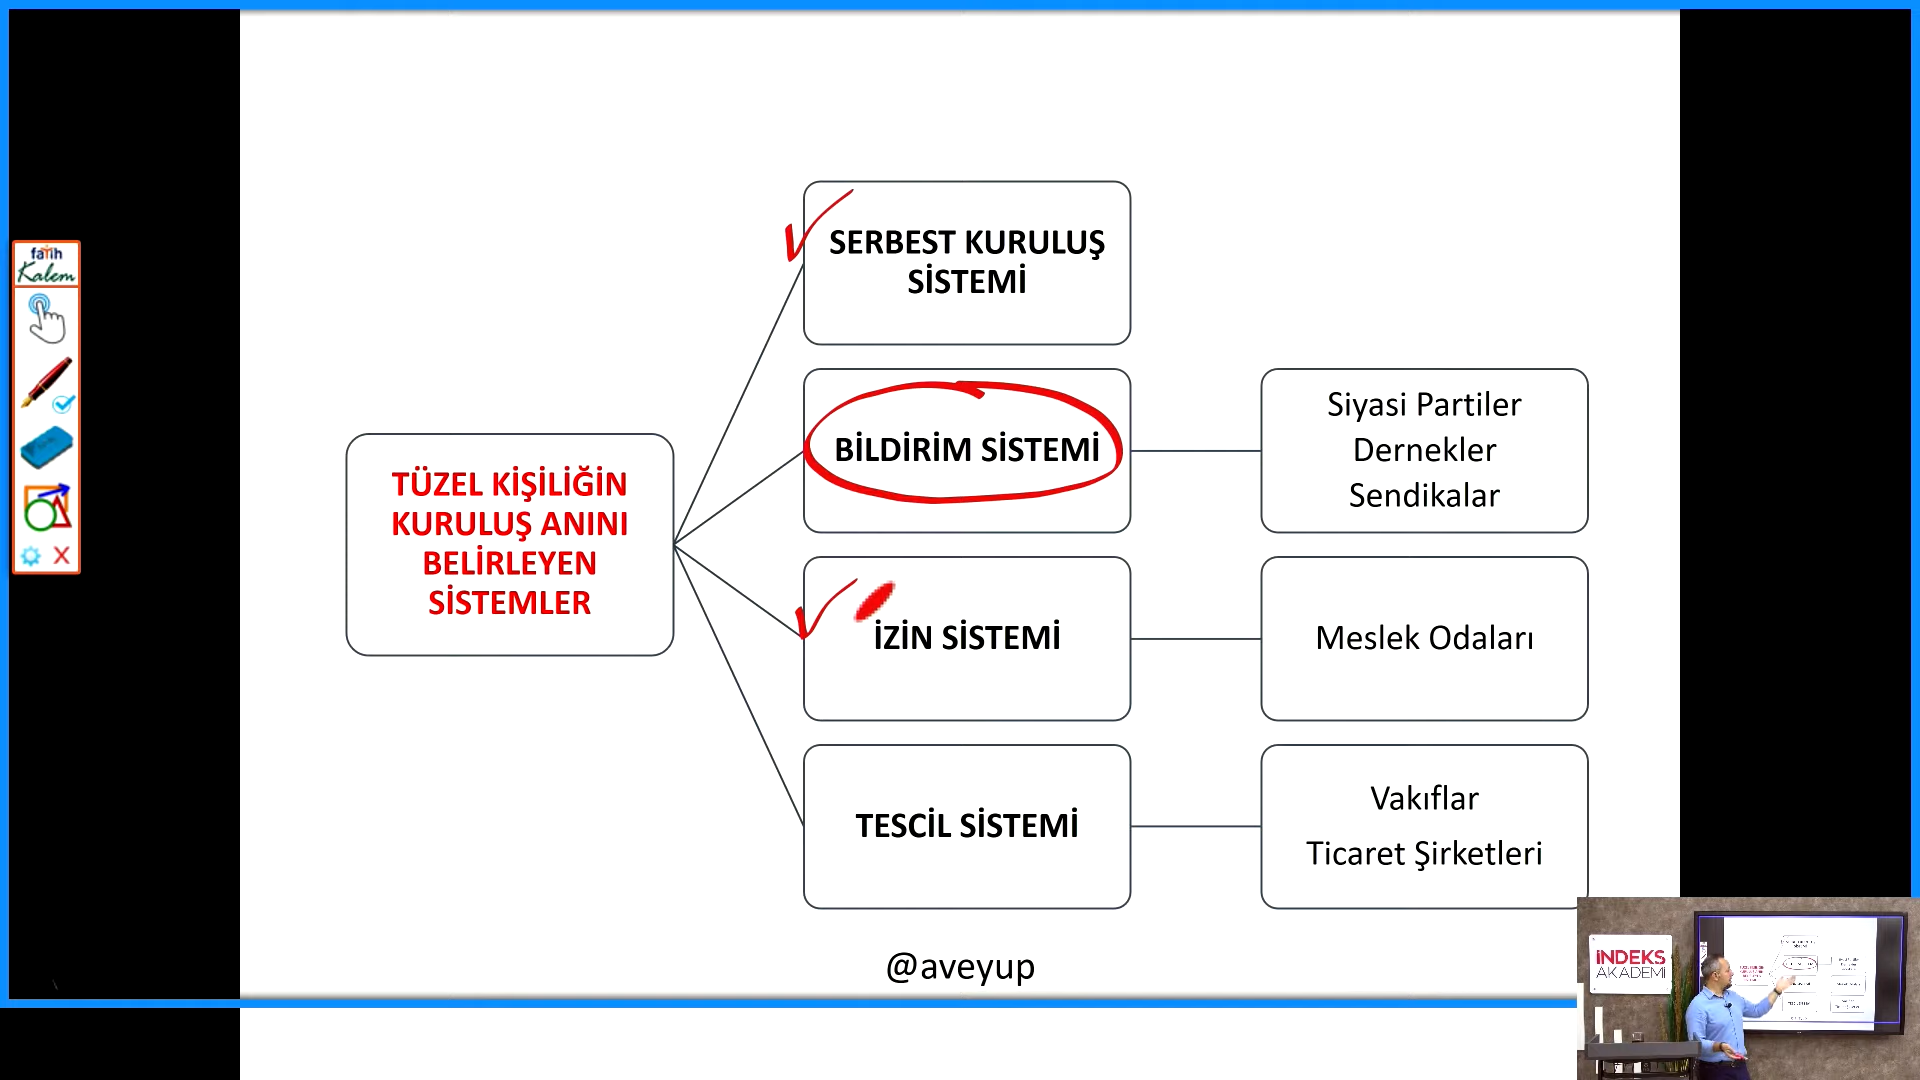 fatih
Kalem
TÜZEL KİŞİLİĞİN
KURULUŞ ANINI
BELİRLEYEN
SİSTEMLER
SERBEST KURULUŞ
SİSTEMİ
BİLDİRİM SİSTEMİ
Siyasi Partiler
Dernekler
Sendikalar
İZİN SİSTEMİ
Meslek Odaları
TESCİL SİSTEMİ
Vakıflar
Ticaret Şirketleri
@aveyup
İNDEKS
AKADEMİ